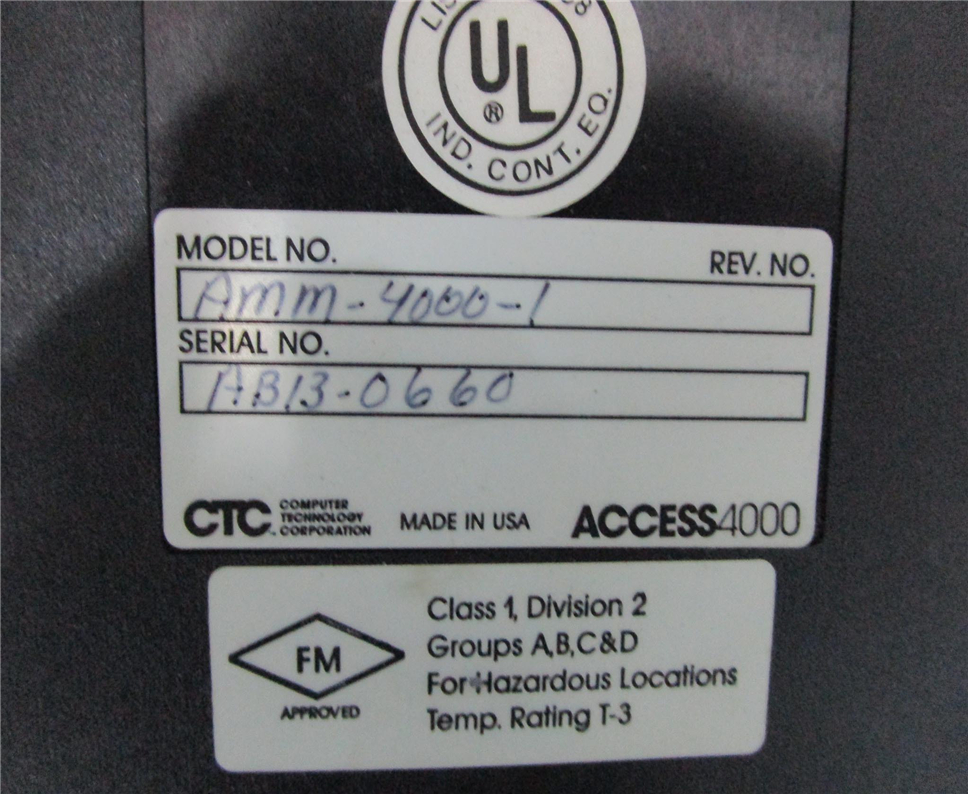 UL
®
IND. CONT. EQ.
MODEL NO. REV. NO.
AMM-4000-1
SERIAL NO.
AB13-0660
CTC COMPUTER TECHNOLOGY CORPORATION MADE IN USA ACCESS4000
FM
APPROVED
Class 1, Division 2
Groups A,B,C&D
For Hazardous Locations
Temp. Rating T-3